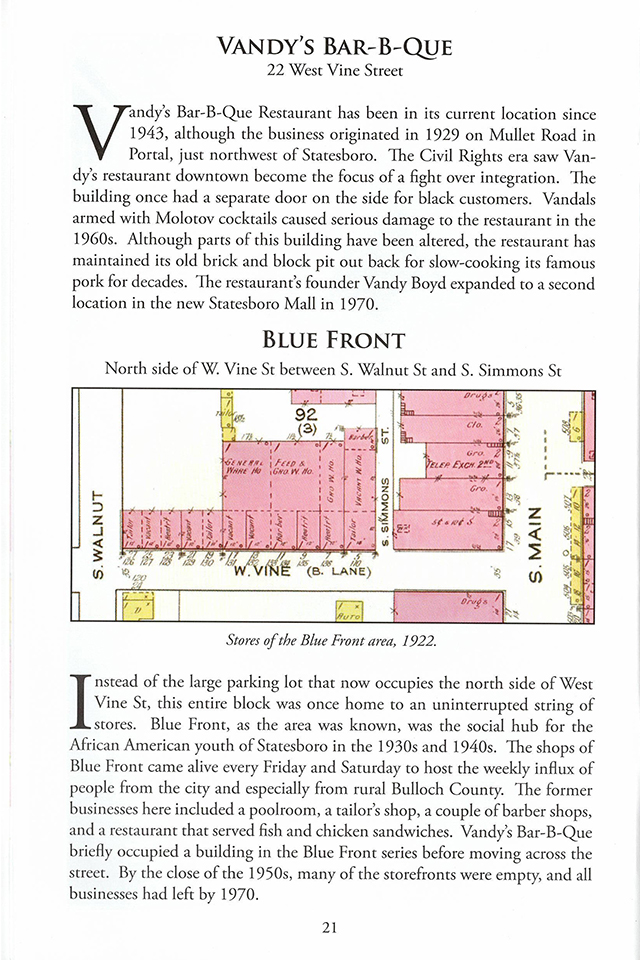 VANDY'S BAR-B-QUE
22 West Vine Street
Vandy's Bar-B-Que Restaurant has been in its current location since
1943, although the business originated in 1929 on Mullet Road in
Portal, just northwest of Statesboro. The Civil Rights era saw Van-
dy's restaurant downtown become the focus of a fight over integration. The
building once had a separate door on the side for black customers. Vandals
armed with Molotov cocktails caused serious damage to the restaurant in the
1960s. Although parts of this building have been altered, the restaurant has
maintained its old brick and block pit out back for slow-cooking its famous
pork for decades. The restaurant's founder Vandy Boyd expanded to a second
location in the new Statesboro Mall in 1970.
BLUE FRONT
North side of W. Vine St between S. Walnut St and S. Simmons St
92
(3)
Drugs
Clo.
Gro.
TELEP EXCH 2ND
Gro.
GENERAL
WARE HO
FEED &
GRO W. HO.
GRO W. HO.
VACANT W. HO.
Barber
Tailor
S. WALNUT
S. SIMMONS ST.
S. MAIN
W. VINE (B. LANE)
Auto
D
Drugs
Stores of the Blue Front area, 1922.
Instead of the large parking lot that now occupies the north side of West
Vine St, this entire block was once home to an uninterrupted string of
stores. Blue Front, as the area was known, was the social hub for the
African American youth of Statesboro in the 1930s and 1940s. The shops of
Blue Front came alive every Friday and Saturday to host the weekly influx of
people from the city and especially from rural Bulloch County. The former
businesses here included a poolroom, a tailor's shop, a couple of barber shops,
and a restaurant that served fish and chicken sandwiches. Vandy's Bar-B-Que
briefly occupied a building in the Blue Front series before moving across the
street. By the close of the 1950s, many of the storefronts were empty, and all
businesses had left by 1970.
21